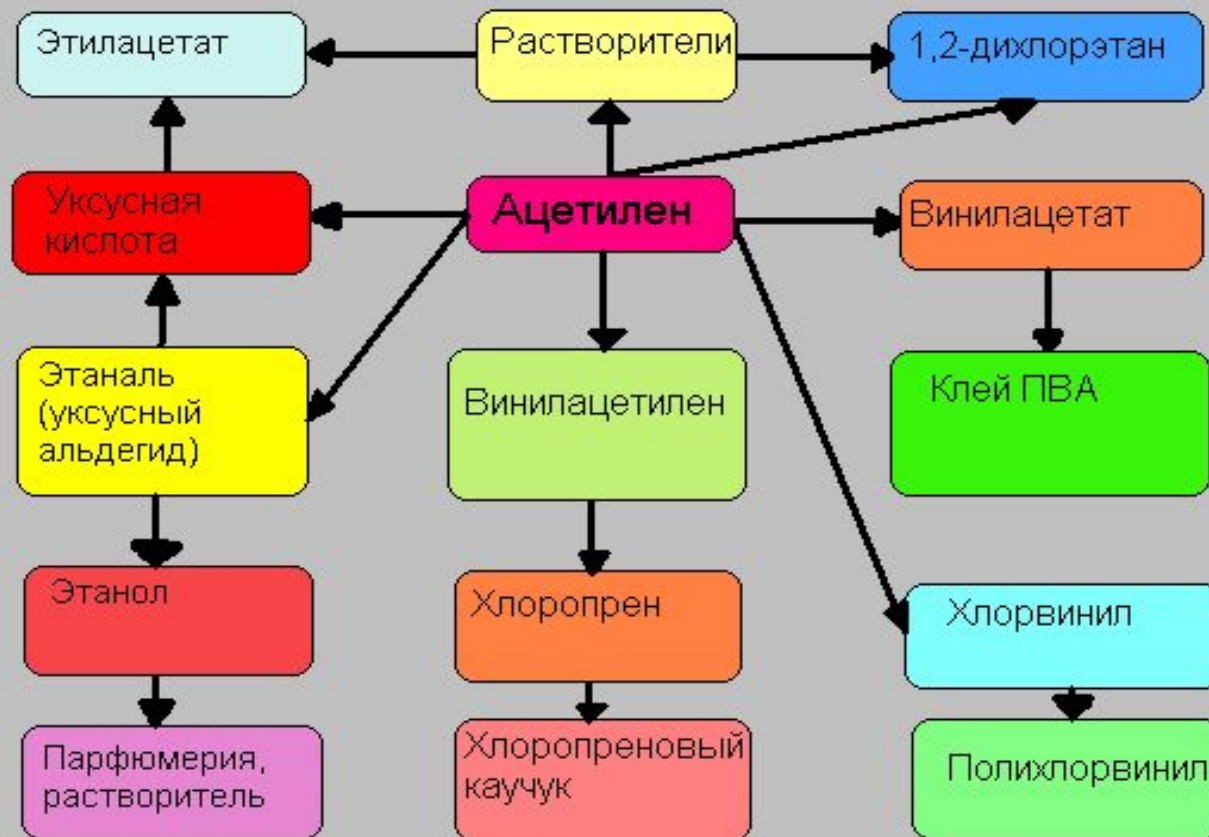 Этилацетат
Растворители
1,2-дихлорэтан
Уксусная
кислота
Ацетилен
Винилацетат
Этаналь
(уксусный
альдегид)
Винилацетилен
Клей ПВА
Этанол
Хлоропрен
Хлорвинил
Парфюмерия,
растворитель
Хлоропреновый
каучук
Полихлорвинил